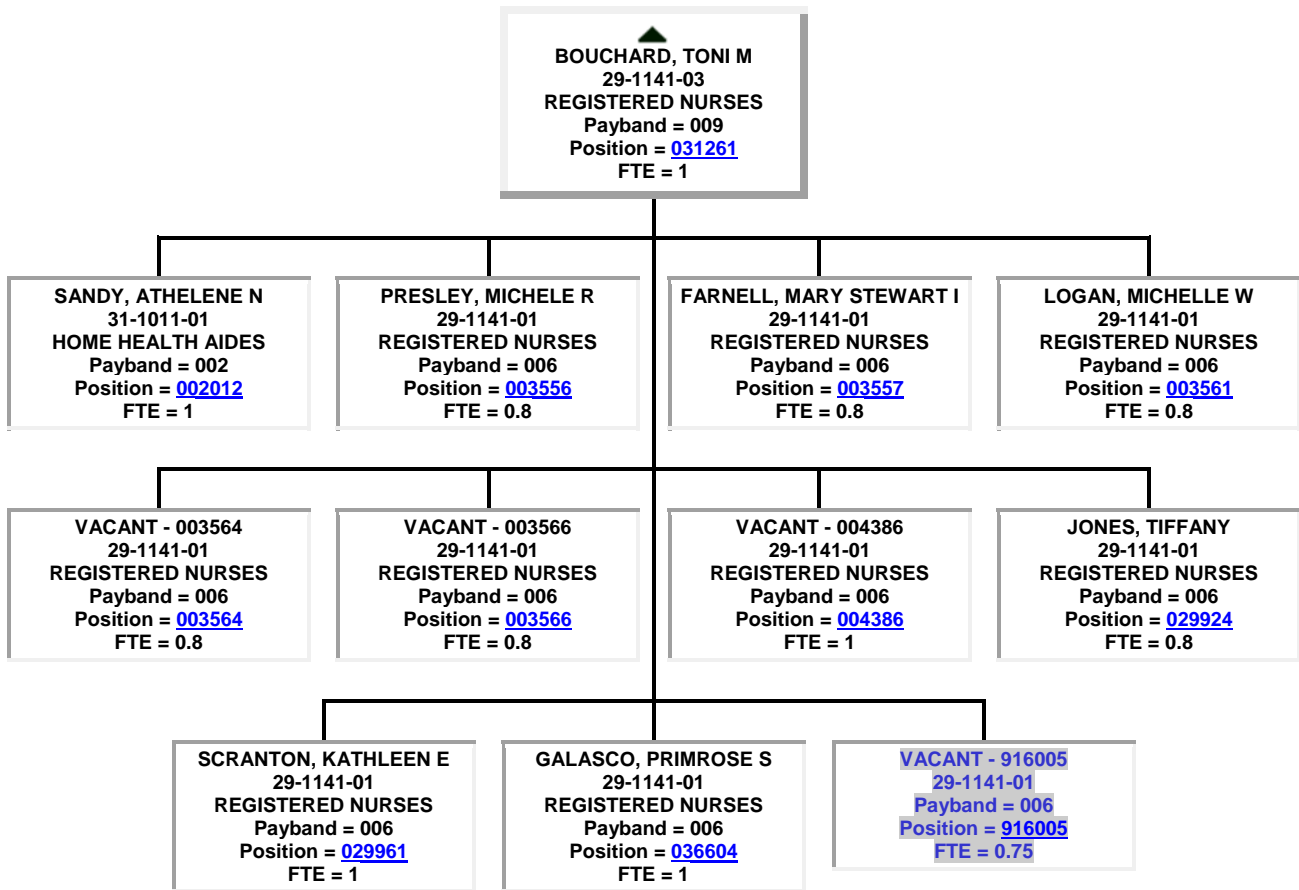 BOUCHARD, TONI M
29-1141-03
REGISTERED NURSES
Payband = 009
Position = 031261
FTE = 1
SANDY, ATHELENE N
31-1011-01
HOME HEALTH AIDES
Payband = 002
Position = 002012
FTE = 1
PRESLEY, MICHELE R
29-1141-01
REGISTERED NURSES
Payband = 006
Position = 003556
FTE = 0.8
FARNELL, MARY STEWART I
29-1141-01
REGISTERED NURSES
Payband = 006
Position = 003557
FTE = 0.8
LOGAN, MICHELLE W
29-1141-01
REGISTERED NURSES
Payband = 006
Position = 003561
FTE = 0.8
VACANT - 003564
29-1141-01
REGISTERED NURSES
Payband = 006
Position = 003564
FTE = 0.8
VACANT - 003566
29-1141-01
REGISTERED NURSES
Payband = 006
Position = 003566
FTE = 0.8
VACANT - 004386
29-1141-01
REGISTERED NURSES
Payband = 006
Position = 004386
FTE = 1
JONES, TIFFANY
29-1141-01
REGISTERED NURSES
Payband = 006
Position = 029924
FTE = 0.8
SCRANTON, KATHLEEN E
29-1141-01
REGISTERED NURSES
Payband = 006
Position = 029961
FTE = 1
GALASCO, PRIMROSE S
29-1141-01
REGISTERED NURSES
Payband = 006
Position = 036604
FTE = 1
VACANT - 916005
29-1141-01
Payband = 006
Position = 916005
FTE = 0.75